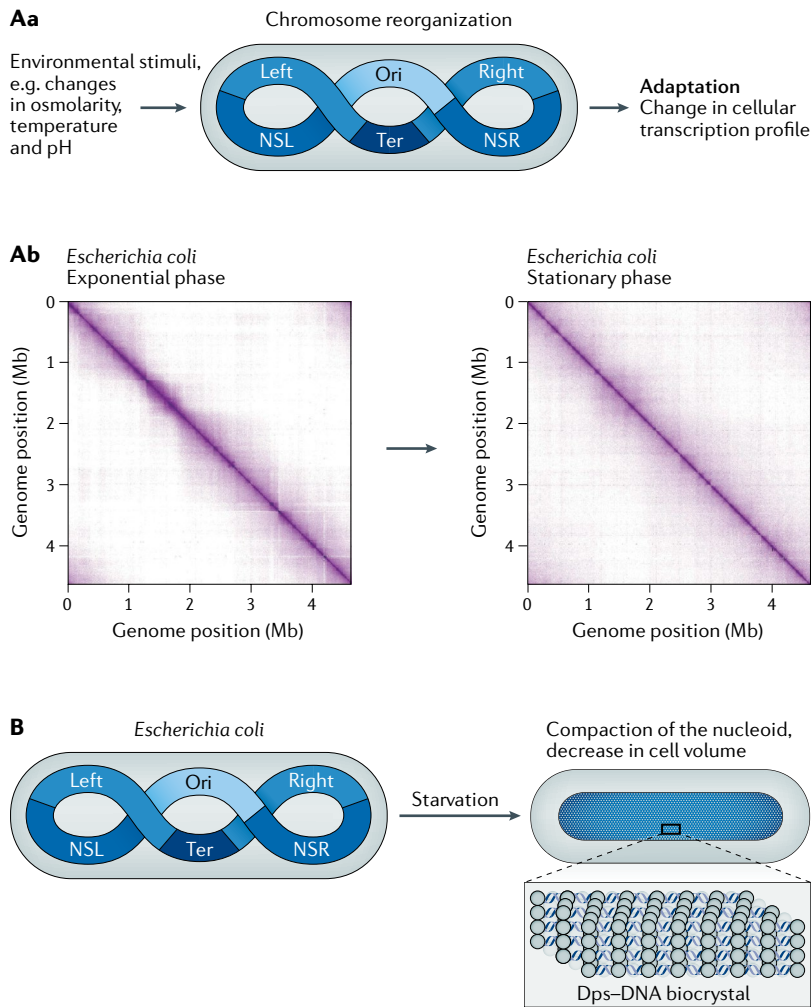 Aa
Chromosome reorganization
Environmental stimuli,
e.g. changes
in osmolarity,
temperature
and pH
Left
Ori
Right
NSL
Ter
NSR
Adaptation
Change in cellular
transcription profile
Ab
Escherichia coli
Exponential phase
Escherichia coli
Stationary phase
0
1
2
3
4
Genome position (Mb)
0
1
2
3
4
Genome position (Mb)
0
1
2
3
4
Genome position (Mb)
0
1
2
3
4
Genome position (Mb)
B
Escherichia coli
Left
Ori
Right
NSL
Ter
NSR
Starvation
Compaction of the nucleoid,
decrease in cell volume
Dps–DNA biocrystal